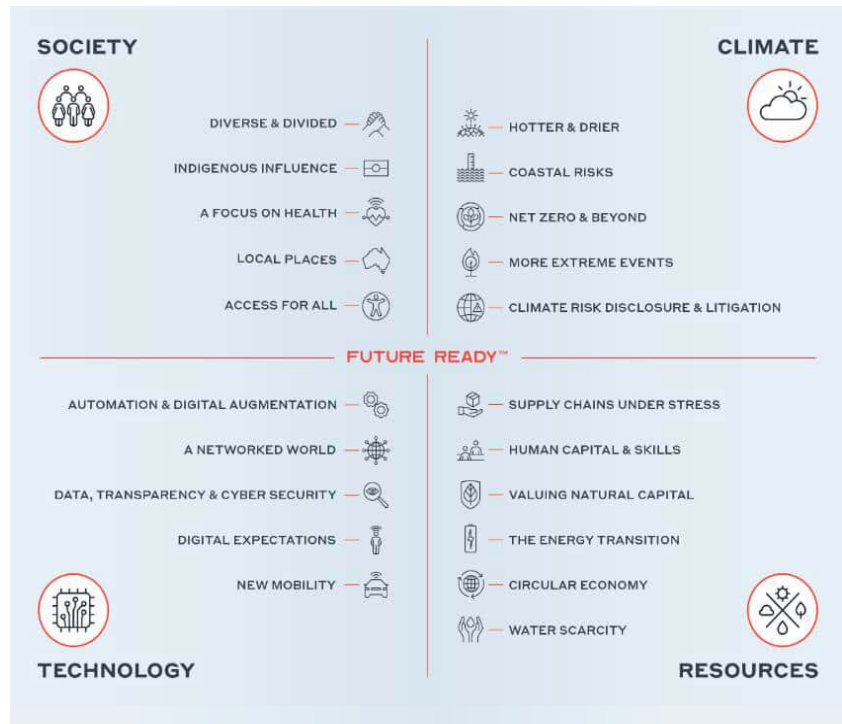 SOCIETY
DIVERSE & DIVIDED
INDIGENOUS INFLUENCE
A FOCUS ON HEALTH
LOCAL PLACES
ACCESS FOR ALL
CLIMATE
HOTTER & DRIER
COASTAL RISKS
NET ZERO & BEYOND
MORE EXTREME EVENTS
CLIMATE RISK DISCLOSURE & LITIGATION
FUTURE READY™
AUTOMATION & DIGITAL AUGMENTATION
A NETWORKED WORLD
DATA, TRANSPARENCY & CYBER SECURITY
DIGITAL EXPECTATIONS
NEW MOBILITY
TECHNOLOGY
SUPPLY CHAINS UNDER STRESS
HUMAN CAPITAL & SKILLS
VALUING NATURAL CAPITAL
THE ENERGY TRANSITION
CIRCULAR ECONOMY
WATER SCARCITY
RESOURCES